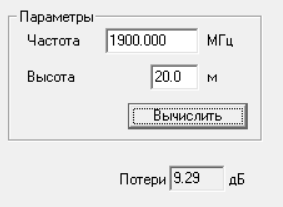 Параметры
Частота 1900.000 МГц
Высота 20.0 м
Вычислить
Потери 9.29 дБ